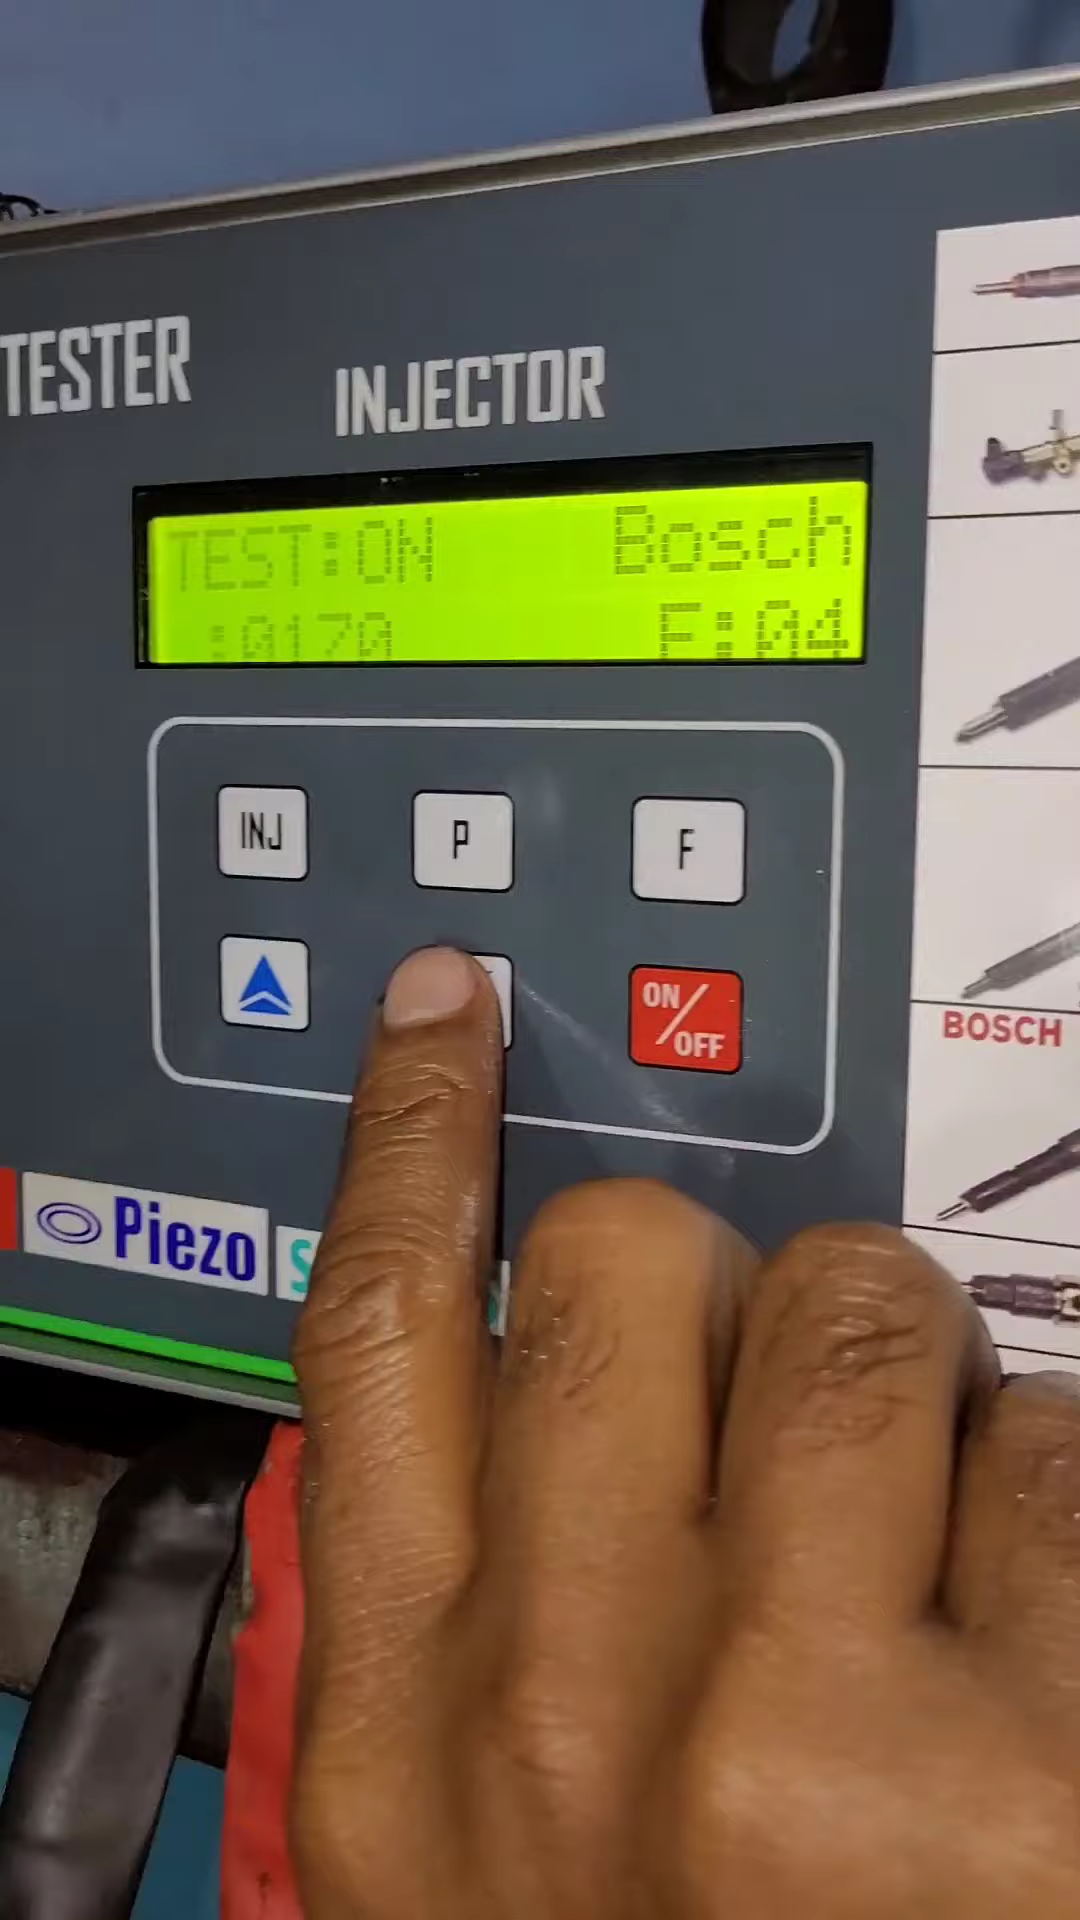 TESTER
INJECTOR
TEST:ON Bosch
:0170 F:04
INJ
P
F
ON/OFF
BOSCH
Piezo
S